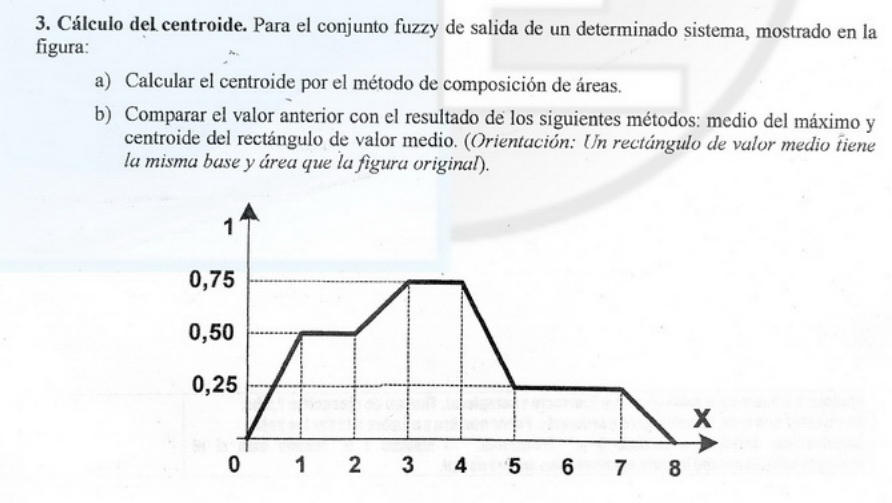 3. Cálculo del centroide. Para el conjunto fuzzy de salida de un determinado sistema, mostrado en la
figura:
a) Calcular el centroide por el método de composición de áreas.
b) Comparar el valor anterior con el resultado de los siguientes métodos: medio del máximo y
centroide del rectángulo de valor medio. (Orientación: Un rectángulo de valor medio tiene
la misma base y área que la figura original).
1
0,75
0,50
0,25
X
0 1 2 3 4 5 6 7 8